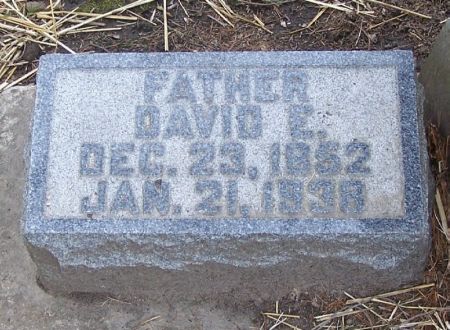 FATHER
DAVID E.
DEC. 23, 1852
JAN. 21, 1938